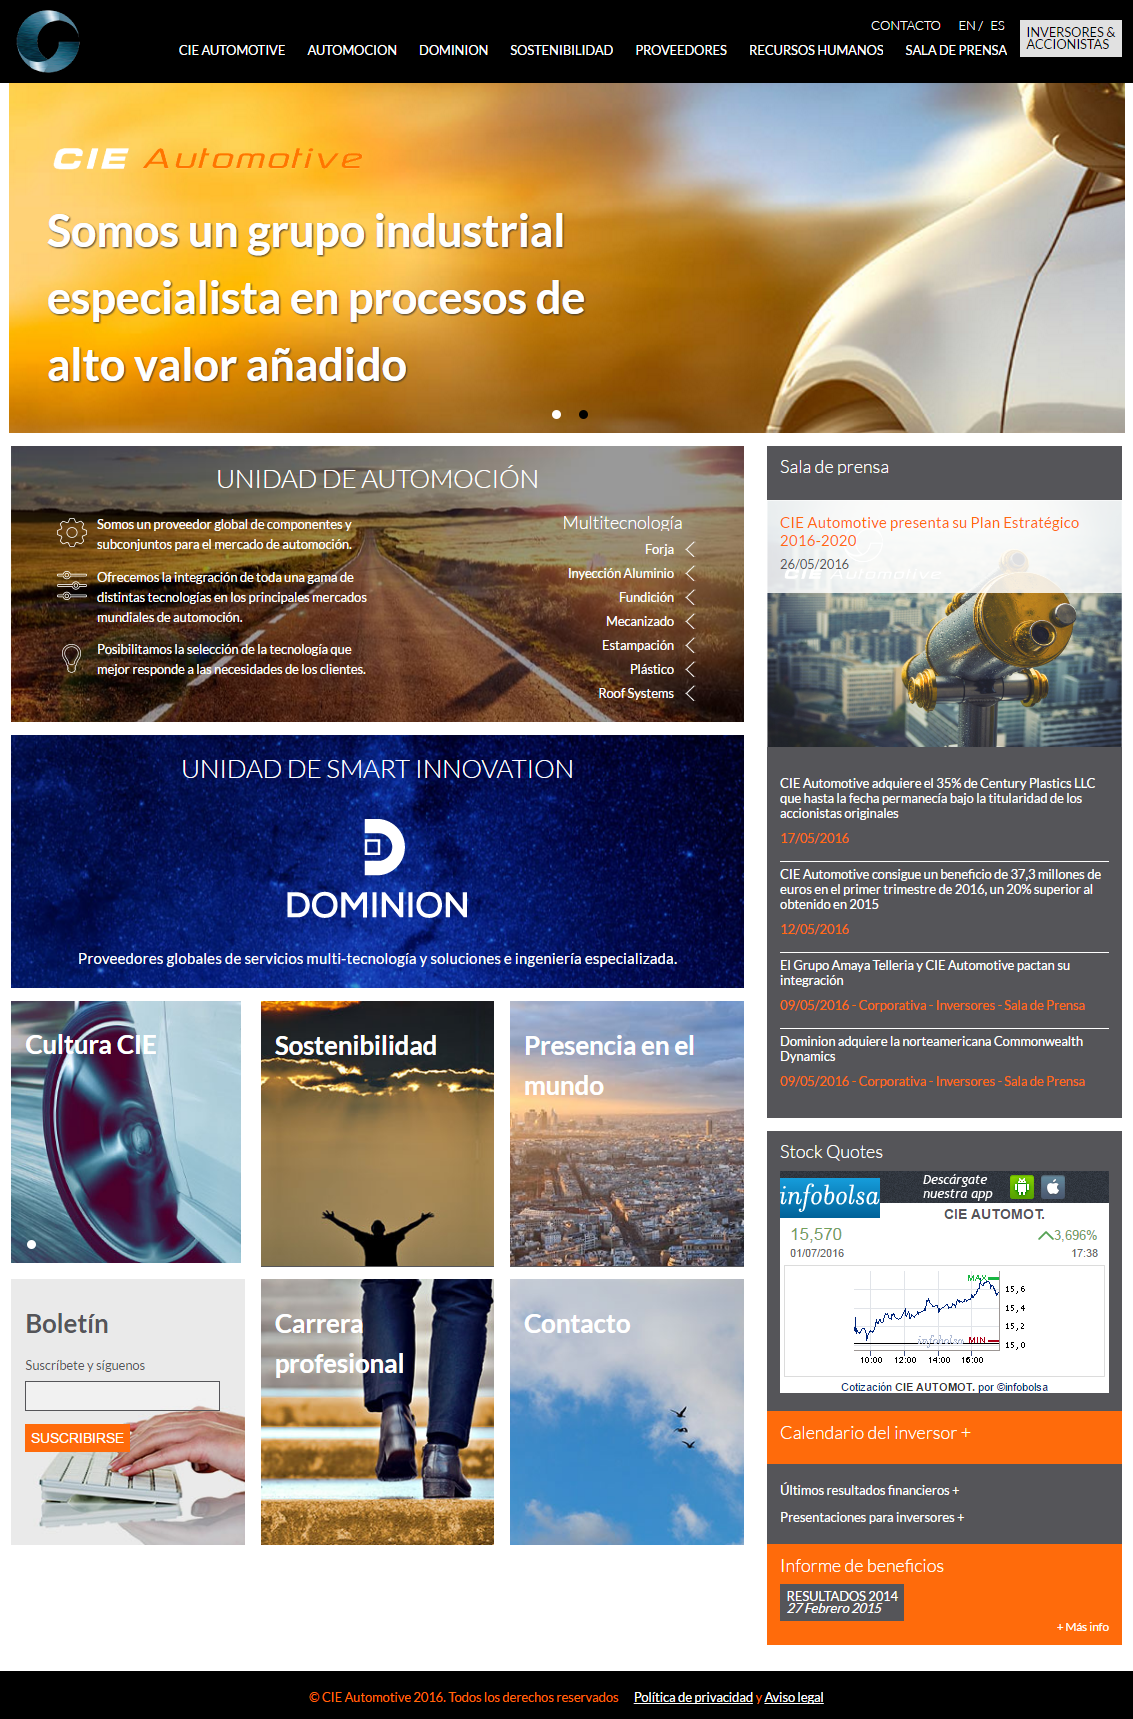 CONTACTO EN / ES
INVERSORES &
ACCIONISTAS
CIE AUTOMOTIVE AUTOMOCION DOMINION SOSTENIBILIDAD PROVEEDORES RECURSOS HUMANOS SALA DE PRENSA
CIE Automotive
Somos un grupo industrial
especialista en procesos de
alto valor añadido
UNIDAD DE AUTOMOCIÓN
Somos un proveedor global de componentes y
subconjuntos para el mercado de automoción.
Ofrecemos la integración de toda una gama de
distintas tecnologías en los principales mercados
mundiales de automoción.
Posibilitamos la selección de la tecnología que
mejor responde a las necesidades de los clientes.
Multitecnología
Forja
Inyección Aluminio
Fundición
Mecanizado
Estampación
Plástico
Roof Systems
UNIDAD DE SMART INNOVATION
DOMINION
Proveedores globales de servicios multi-tecnología y soluciones e ingeniería especializada.
Cultura CIE
Sostenibilidad
Presencia en el
mundo
Boletín
Suscríbete y síguenos
SUSCRIBIRSE
Carrera
profesional
Contacto
Sala de prensa
CIE Automotive presenta su Plan Estratégico
2016-2020
26/05/2016
CIE Automotive
CIE Automotive adquiere el 35% de Century Plastics LLC
que hasta la fecha permanecía bajo la titularidad de los
accionistas originales
17/05/2016
CIE Automotive consigue un beneficio de 37,3 millones de
euros en el primer trimestre de 2016, un 20% superior al
obtenido en 2015
12/05/2016
El Grupo Amaya Telleria y CIE Automotive pactan su
integración
09/05/2016 - Corporativa - Inversores - Sala de Prensa
Dominion adquiere la norteamericana Commonwealth
Dynamics
09/05/2016 - Corporativa - Inversores - Sala de Prensa
Stock Quotes
infobolsa
Descárgate
nuestra app
CIE AUTOMOT.
15,570
3,696%
01/07/2016
17:38
MAX
15,6
15,4
15,2
15,0
infobolsa
MIN
10:00 12:00 14:00 16:00
Cotización CIE AUTOMOT. por ©infobolsa
Calendario del inversor +
Últimos resultados financieros +
Presentaciones para inversores +
Informe de beneficios
RESULTADOS 2014
27 Febrero 2015
+ Más info
© CIE Automotive 2016. Todos los derechos reservados Política de privacidad y Aviso legal